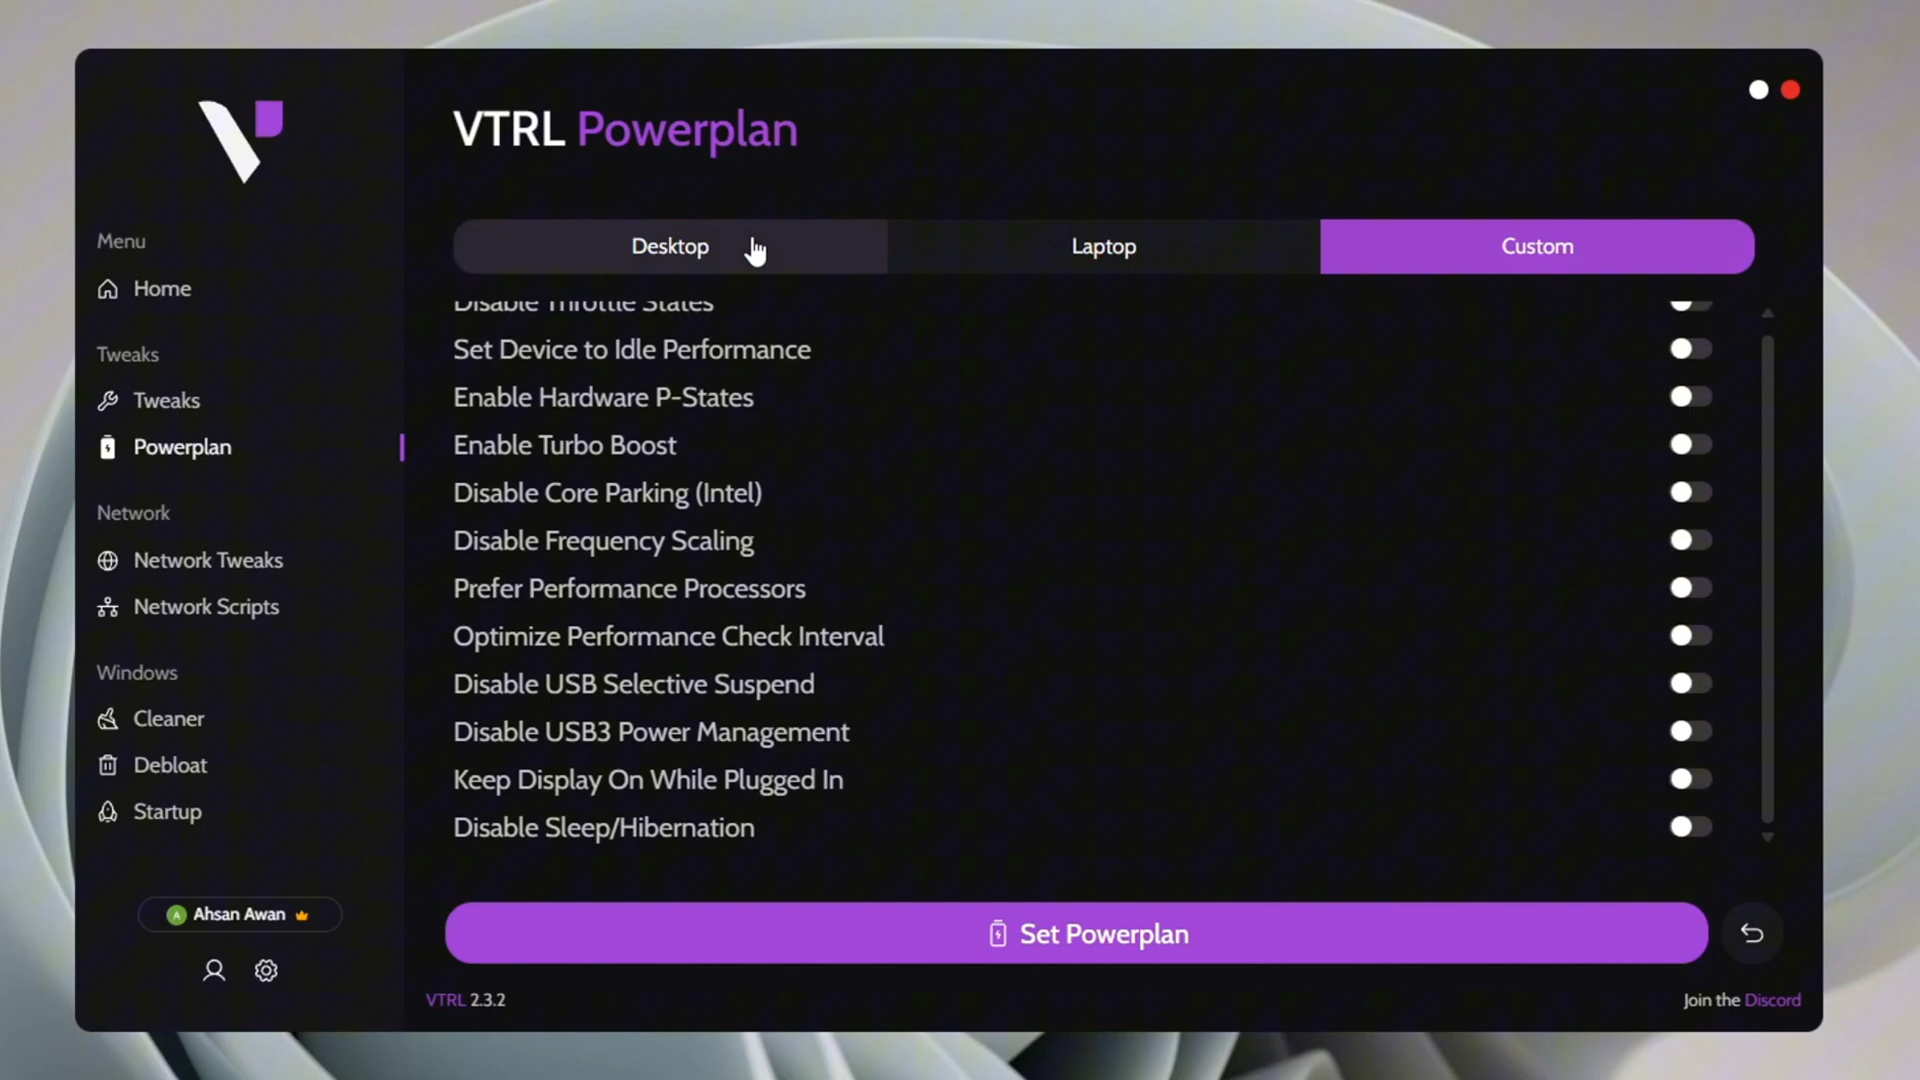 VTRL Powerplan
Menu
Home
Tweaks
Tweaks
Powerplan
Network
Network Tweaks
Network Scripts
Windows
Cleaner
Debloat
Startup
A Ahsan Awan
Desktop
Laptop
Custom
Disable Throttle States
Set Device to Idle Performance
Enable Hardware P-States
Enable Turbo Boost
Disable Core Parking (Intel)
Disable Frequency Scaling
Prefer Performance Processors
Optimize Performance Check Interval
Disable USB Selective Suspend
Disable USB3 Power Management
Keep Display On While Plugged In
Disable Sleep/Hibernation
Set Powerplan
VTRL 2.3.2
Join the Discord